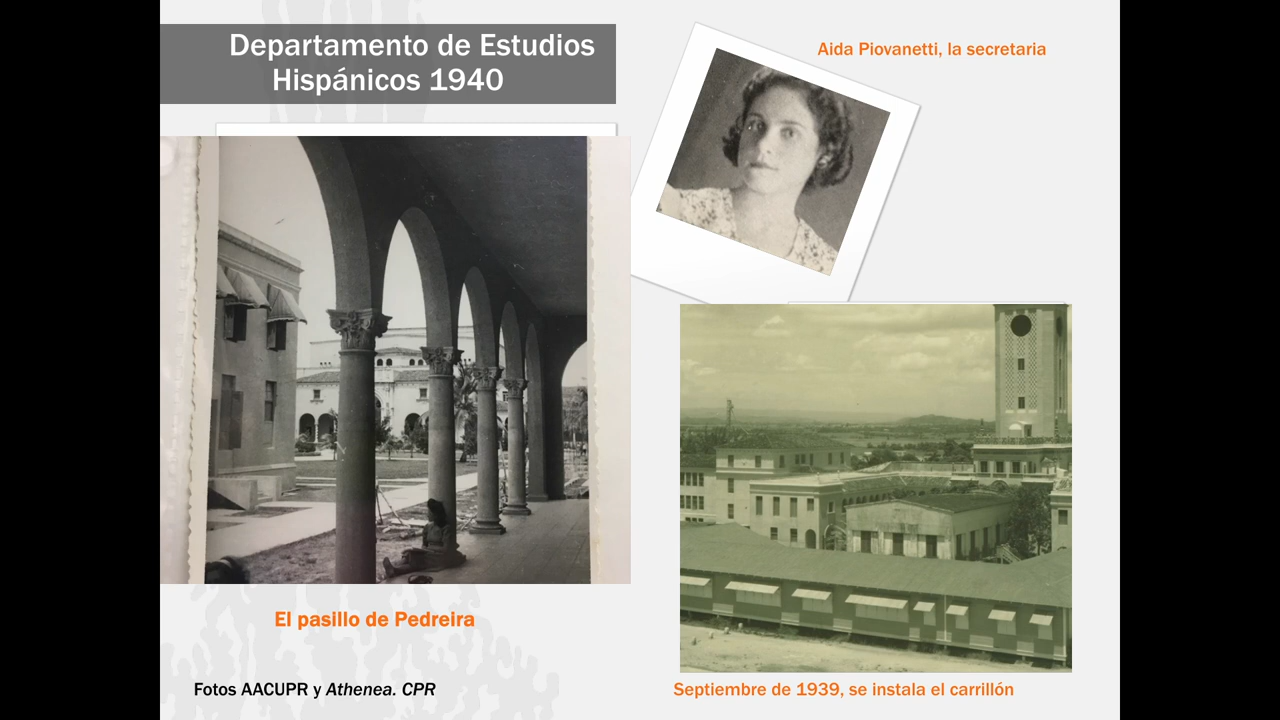 Departamento de Estudios
Hispánicos 1940
Aida Piovanetti, la secretaria
El pasillo de Pedreira
Fotos AACUPR y Athenea. CPR
Septiembre de 1939, se instala el carrillón